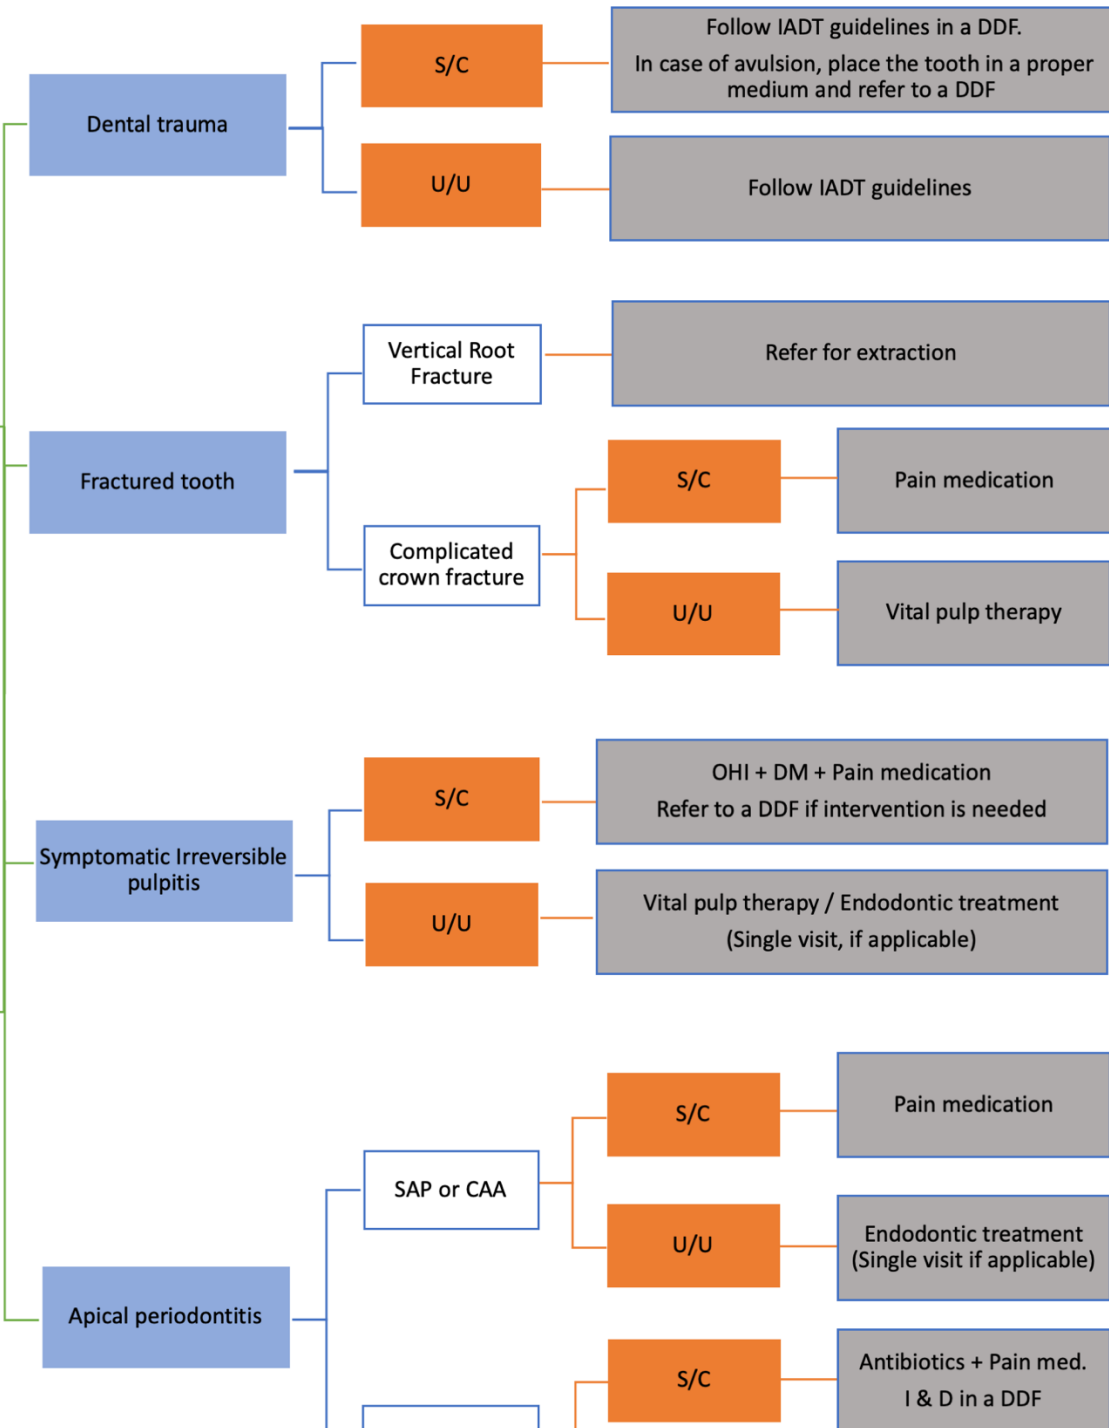 Dental trauma
S/C
Follow IADT guidelines in a DDF.
In case of avulsion, place the tooth in a proper
medium and refer to a DDF
U/U
Follow IADT guidelines
Fractured tooth
Vertical Root
Fracture
Refer for extraction
Complicated
crown fracture
S/C
Pain medication
U/U
Vital pulp therapy
Symptomatic Irreversible
pulpitis
S/C
OHI + DM + Pain medication
Refer to a DDF if intervention is needed
U/U
Vital pulp therapy / Endodontic treatment
(Single visit, if applicable)
Apical periodontitis
SAP or CAA
S/C
Pain medication
U/U
Endodontic treatment
(Single visit if applicable)
S/C
Antibiotics + Pain med.
I & D in a DDF